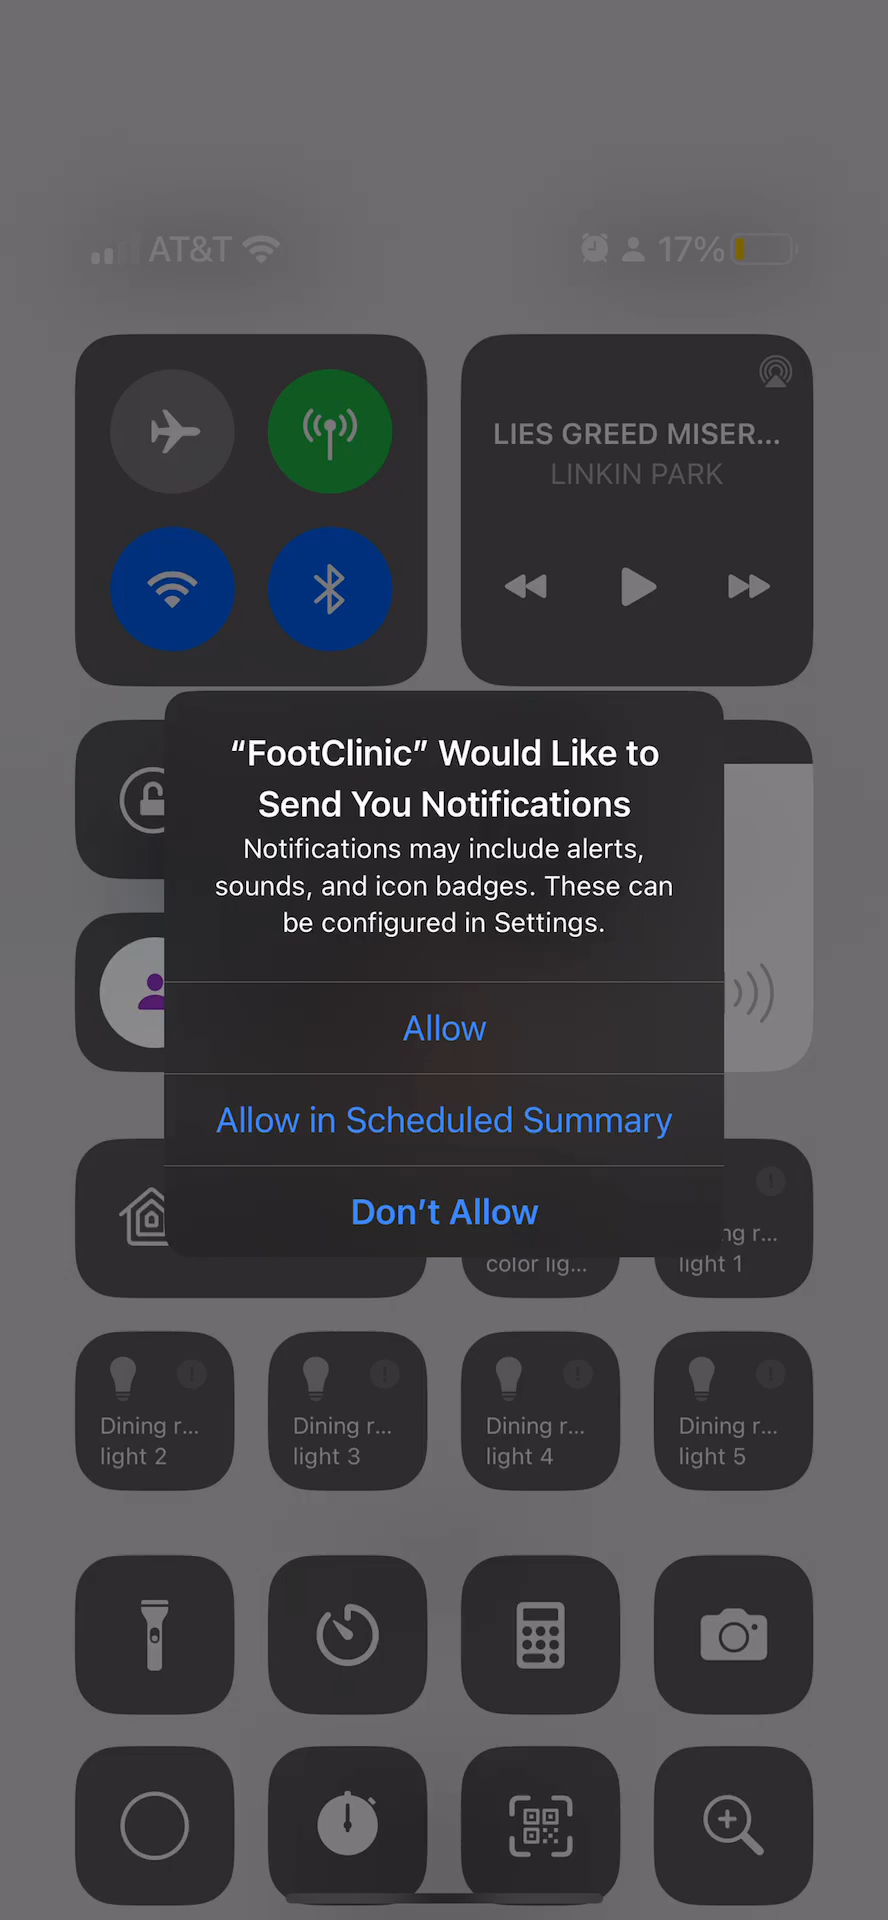 AT&T 17%
LIES GREED MISER...
LINKIN PARK
“FootClinic” Would Like to
Send You Notifications
Notifications may include alerts,
sounds, and icon badges. These can
be configured in Settings.
Allow
Allow in Scheduled Summary
Don’t Allow
color lig...
ng r...
light 1
Dining r...
light 2
Dining r...
light 3
Dining r...
light 4
Dining r...
light 5